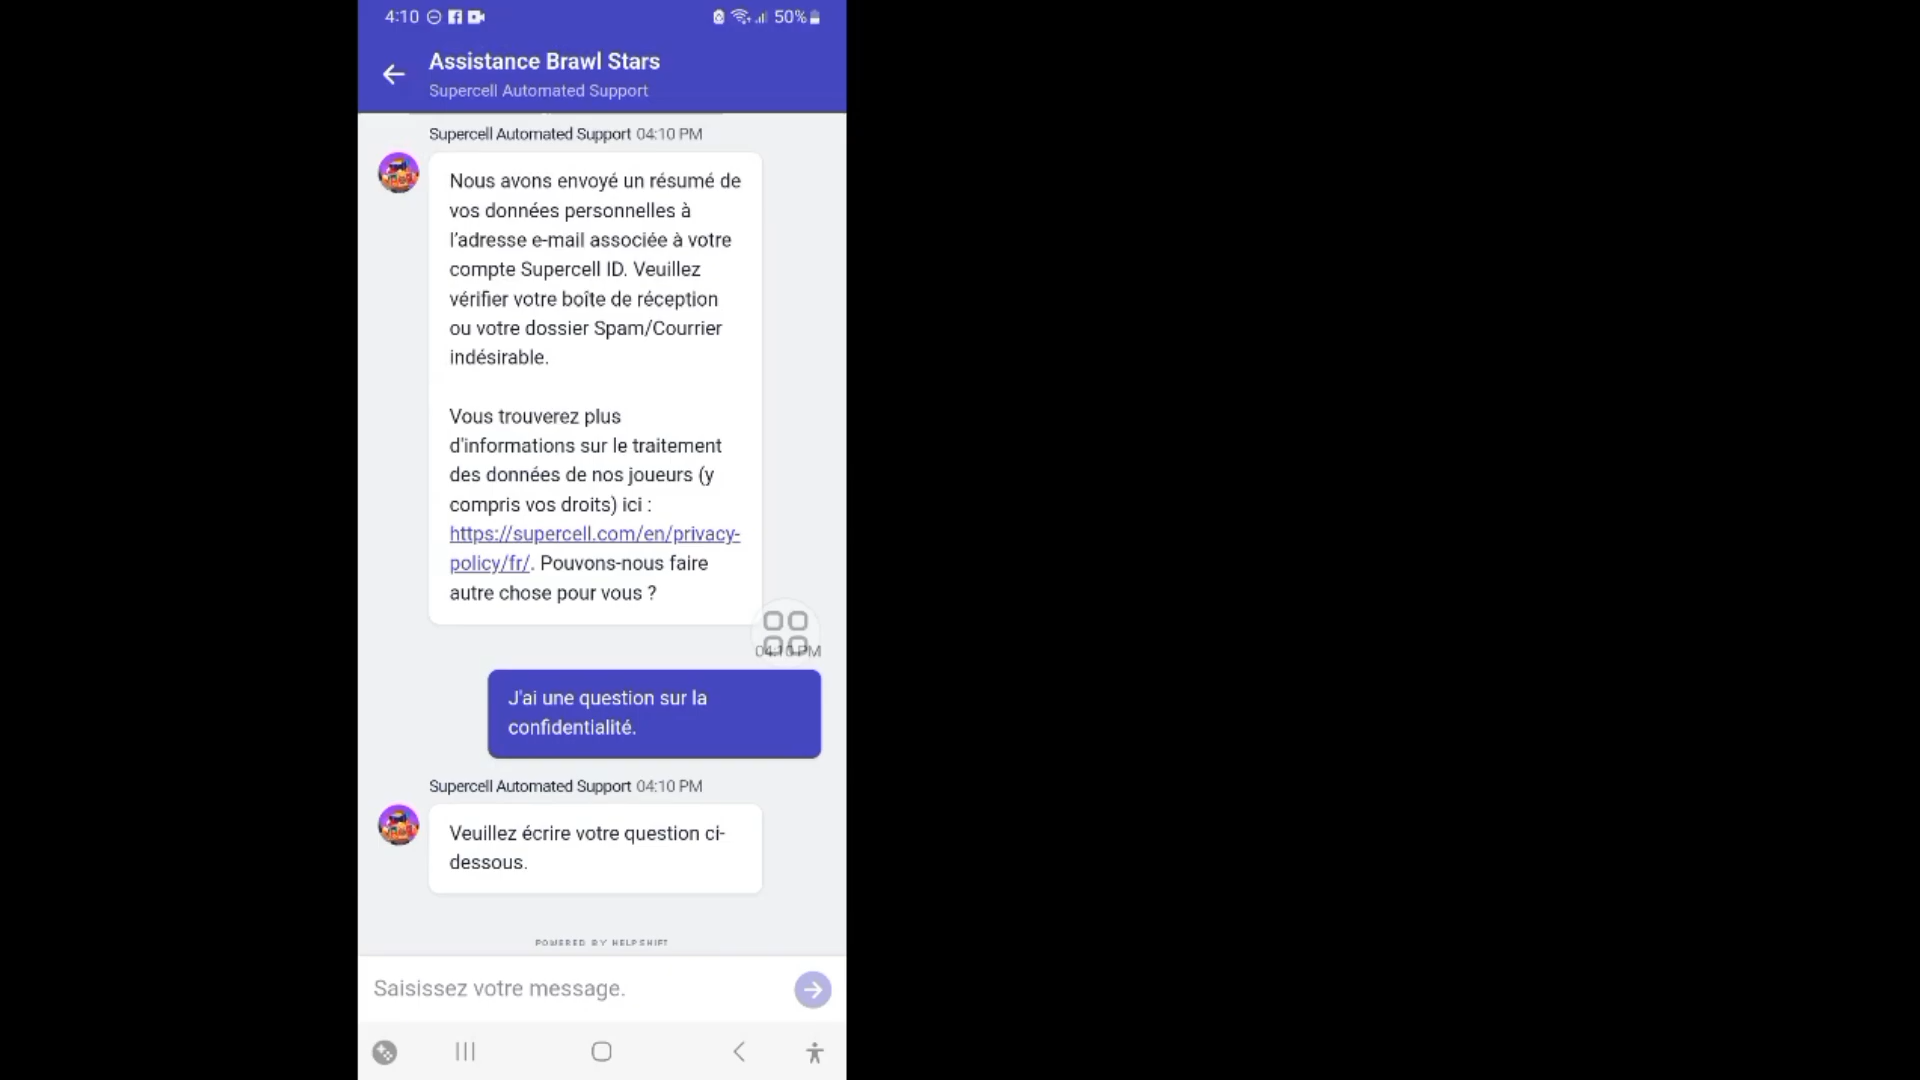 4:10
50%
Assistance Brawl Stars
Supercell Automated Support
Supercell Automated Support 04:10 PM
Nous avons envoyé un résumé de
vos données personnelles à
l’adresse e-mail associée à votre
compte Supercell ID. Veuillez
vérifier votre boîte de réception
ou votre dossier Spam/Courrier
indésirable.
Vous trouverez plus
d'informations sur le traitement
des données de nos joueurs (y
compris vos droits) ici :
https://supercell.com/en/privacy-
policy/fr/. Pouvons-nous faire
autre chose pour vous ?
04:10 PM
J'ai une question sur la
confidentialité.
Supercell Automated Support 04:10 PM
Veuillez écrire votre question ci-
dessous.
POWERED BY HELPSHIFT
Saisissez votre message.